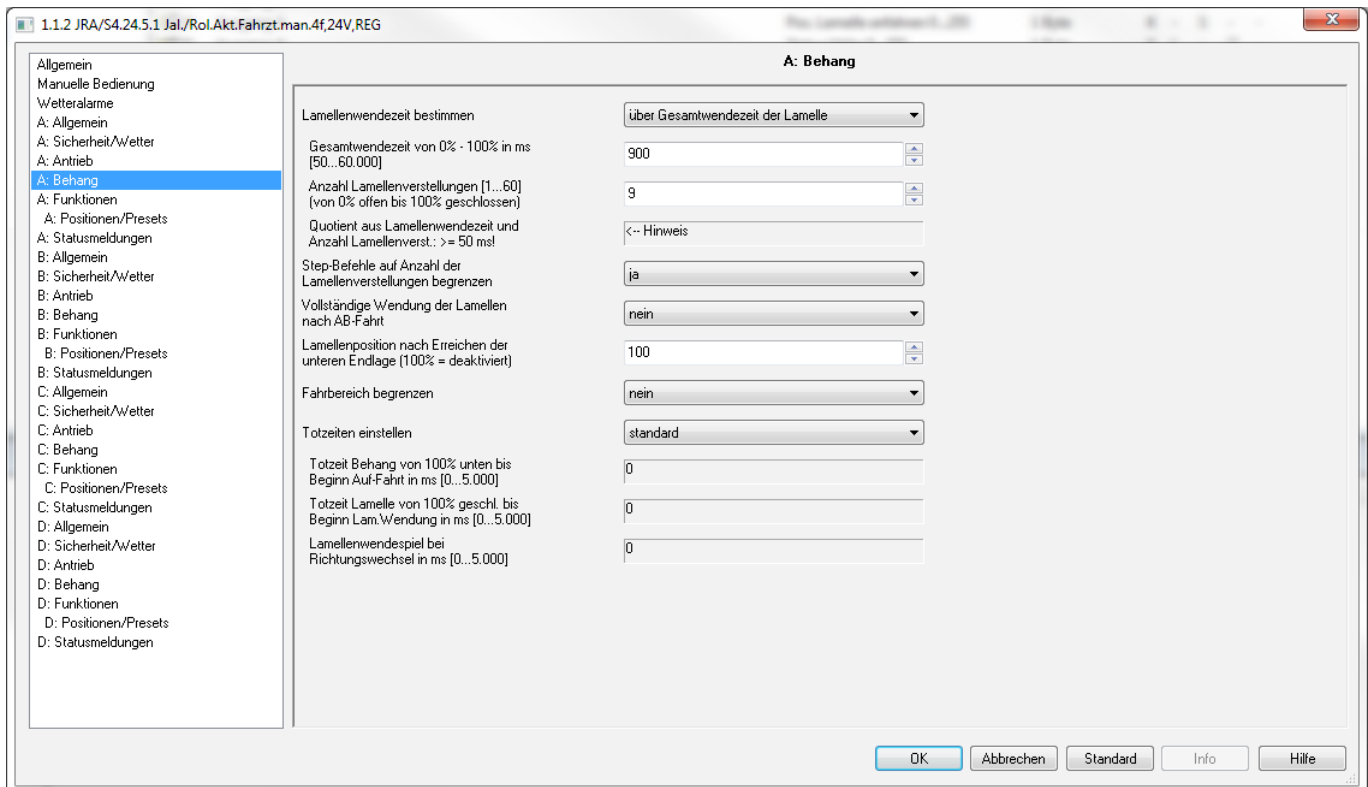 1.1.2 JRA/S4.24.5.1 Jal./Rol.Akt.Fahrzt.man.4f,24V,REG
Allgemein
Manuelle Bedienung
Wetteralarme
A: Allgemein
A: Sicherheit/Wetter
A: Antrieb
A: Behang
A: Funktionen
A: Positionen/Presets
A: Statusmeldungen
B: Allgemein
B: Sicherheit/Wetter
B: Antrieb
B: Behang
B: Funktionen
B: Positionen/Presets
B: Statusmeldungen
C: Allgemein
C: Sicherheit/Wetter
C: Antrieb
C: Behang
C: Funktionen
C: Positionen/Presets
C: Statusmeldungen
D: Allgemein
D: Sicherheit/Wetter
D: Antrieb
D: Behang
D: Funktionen
D: Positionen/Presets
D: Statusmeldungen
A: Behang
Lamellenwendezeit bestimmen
über Gesamtwendezeit der Lamelle
Gesamtwendezeit von 0% - 100% in ms
[50...60.000]
900
Anzahl Lamellenverstellungen [1...60]
(von 0% offen bis 100% geschlossen)
9
Quotient aus Lamellenwendezeit und
Anzahl Lamellenverst.: >= 50 ms!
<-- Hinweis
Step-Befehle auf Anzahl der
Lamellenverstellungen begrenzen
ja
Vollständige Wendung der Lamellen
nach AB-Fahrt
nein
Lamellenposition nach Erreichen der
unteren Endlage (100% = deaktiviert)
100
Fahrbereich begrenzen
nein
Totzeiten einstellen
standard
Totzeit Behang von 100% unten bis
Beginn Auf-Fahrt in ms [0...5.000]
0
Totzeit Lamelle von 100% geschl. bis
Beginn Lam.Wendung in ms [0...5.000]
0
Lamellenwendespiel bei
Richtungswechsel in ms [0...5.000]
0
OK
Abbrechen
Standard
Info
Hilfe